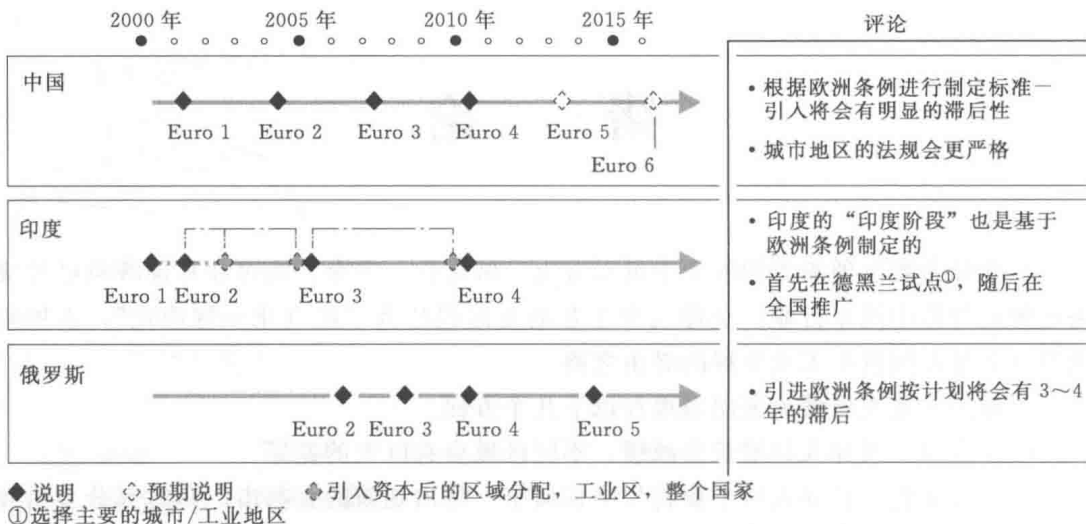 2000 年 2005 年 2010 年 2015 年
评论
中国
Euro 1 Euro 2 Euro 3 Euro 4 Euro 5
Euro 6
• 根据欧洲条例进行制定标准—
引入将会有明显的滞后性
• 城市地区的法规会更严格
印度
Euro 1 Euro 2 Euro 3 Euro 4
• 印度的“印度阶段”也是基于
欧洲条例制定的
• 首先在德黑兰试点①，随后在
全国推广
俄罗斯
Euro 2 Euro 3 Euro 4 Euro 5
• 引进欧洲条例按计划将会有 3～4
年的滞后
说明 预期说明 引入资本后的区域分配，工业区，整个国家
①选择主要的城市/工业地区